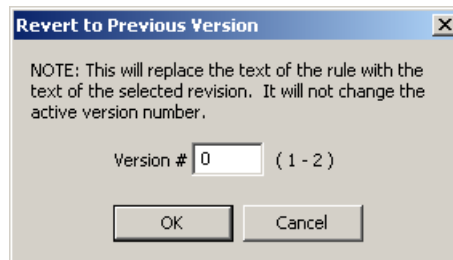 Revert to Previous Version
NOTE: This will replace the text of the rule with the
text of the selected revision. It will not change the
active version number.
Version # 0 ( 1 - 2 )
OK Cancel